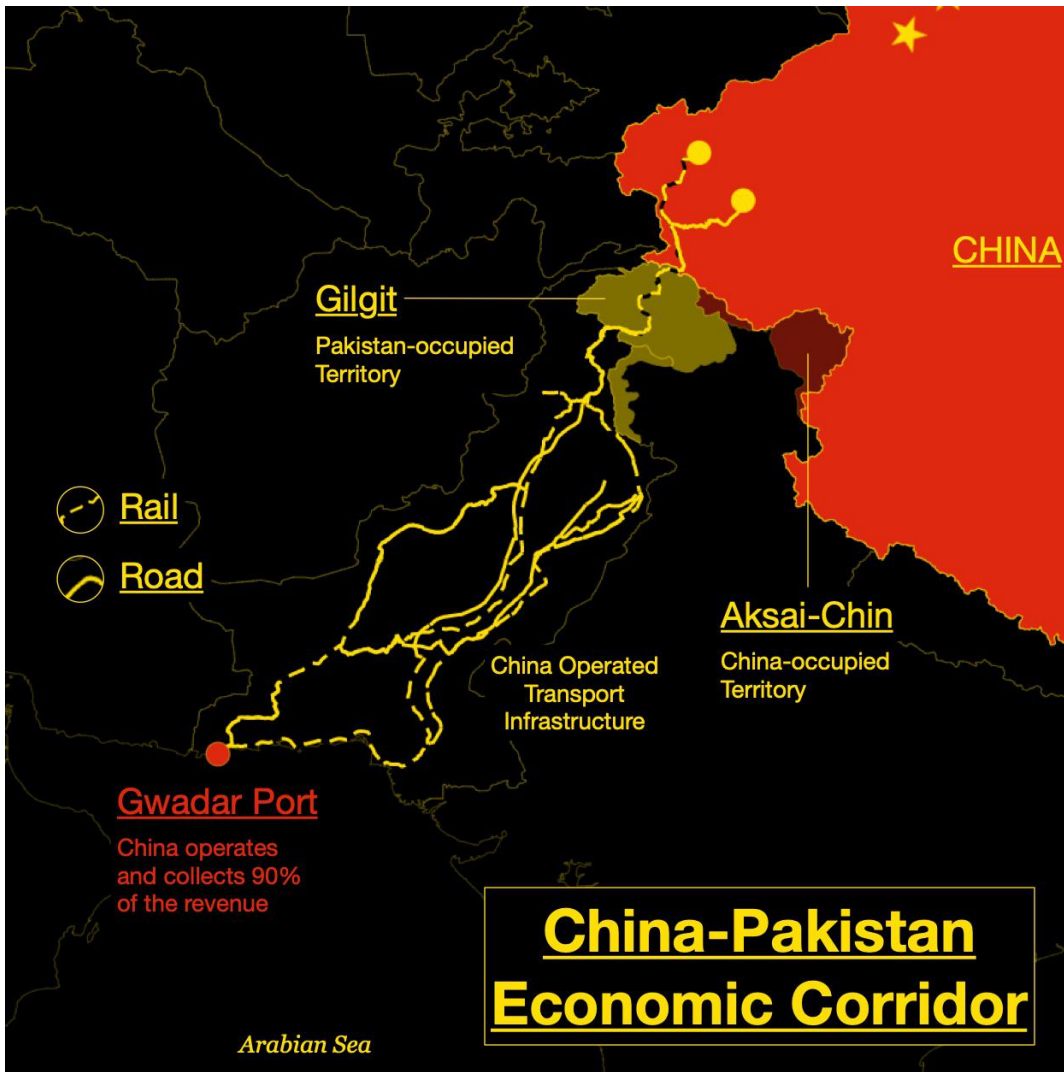 CHINA
Gilgit
Pakistan-occupied
Territory
Rail
Road
Aksai-Chin
China-occupied
Territory
China Operated
Transport
Infrastructure
Gwadar Port
China operates
and collects 90%
of the revenue
China-Pakistan
Economic Corridor
Arabian Sea